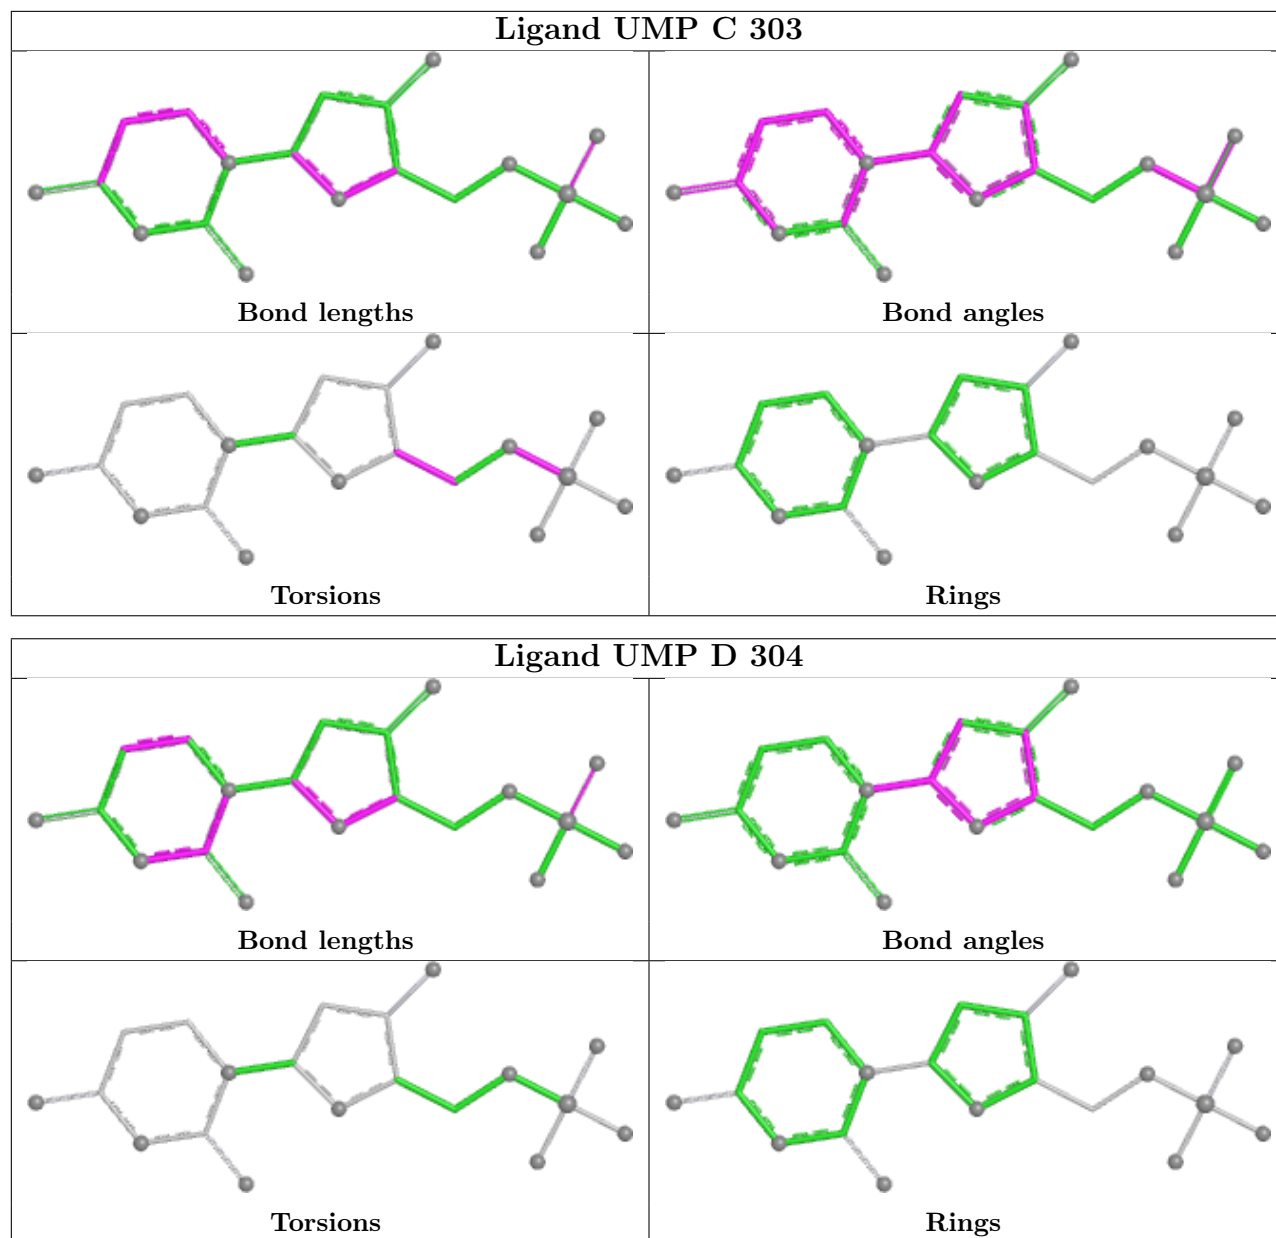 Ligand UMP C 303
Bond lengths
Bond angles
Torsions
Rings
Ligand UMP D 304
Bond lengths
Bond angles
Torsions
Rings